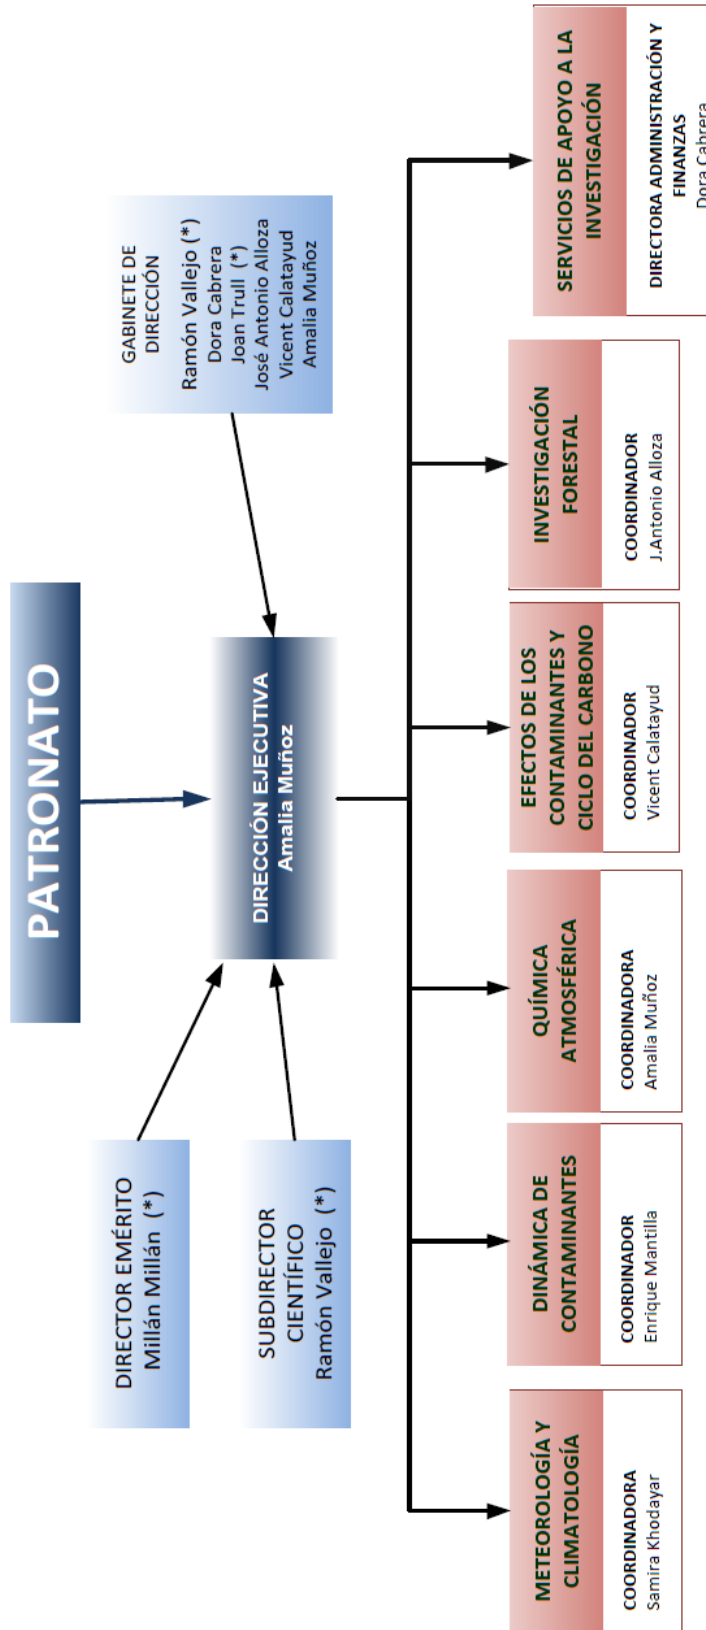 PATRONATO
DIRECTOR EMÉRITO
Millán Millán (*)
SUBDIRECTOR
CIENTÍFICO
Ramón Vallejo (*)
DIRECCIÓN EJECUTIVA
Amalia Muñoz
GABINETE DE
DIRECCIÓN
Ramón Vallejo (*)
Dora Cabrera
Joan Trull (*)
José Antonio Alloza
Vicent Calatayud
Amalia Muñoz
METEOROLOGÍA Y
CLIMATOLOGÍA
COORDINADORA
Samira Khodayar
DINÁMICA DE
CONTAMINANTES
COORDINADOR
Enrique Mantilla
QUÍMICA
ATMOSFÉRICA
COORDINADORA
Amalia Muñoz
EFECTOS DE LOS
CONTAMINANTES Y
CICLO DEL CARBONO
COORDINADOR
Vicent Calatayud
INVESTIGACIÓN
FORESTAL
COORDINADOR
J.Antonio Alloza
SERVICIOS DE APOYO A LA
INVESTIGACIÓN
DIRECTORA ADMINISTRACIÓN Y
FINANZAS
Dora Cabrera